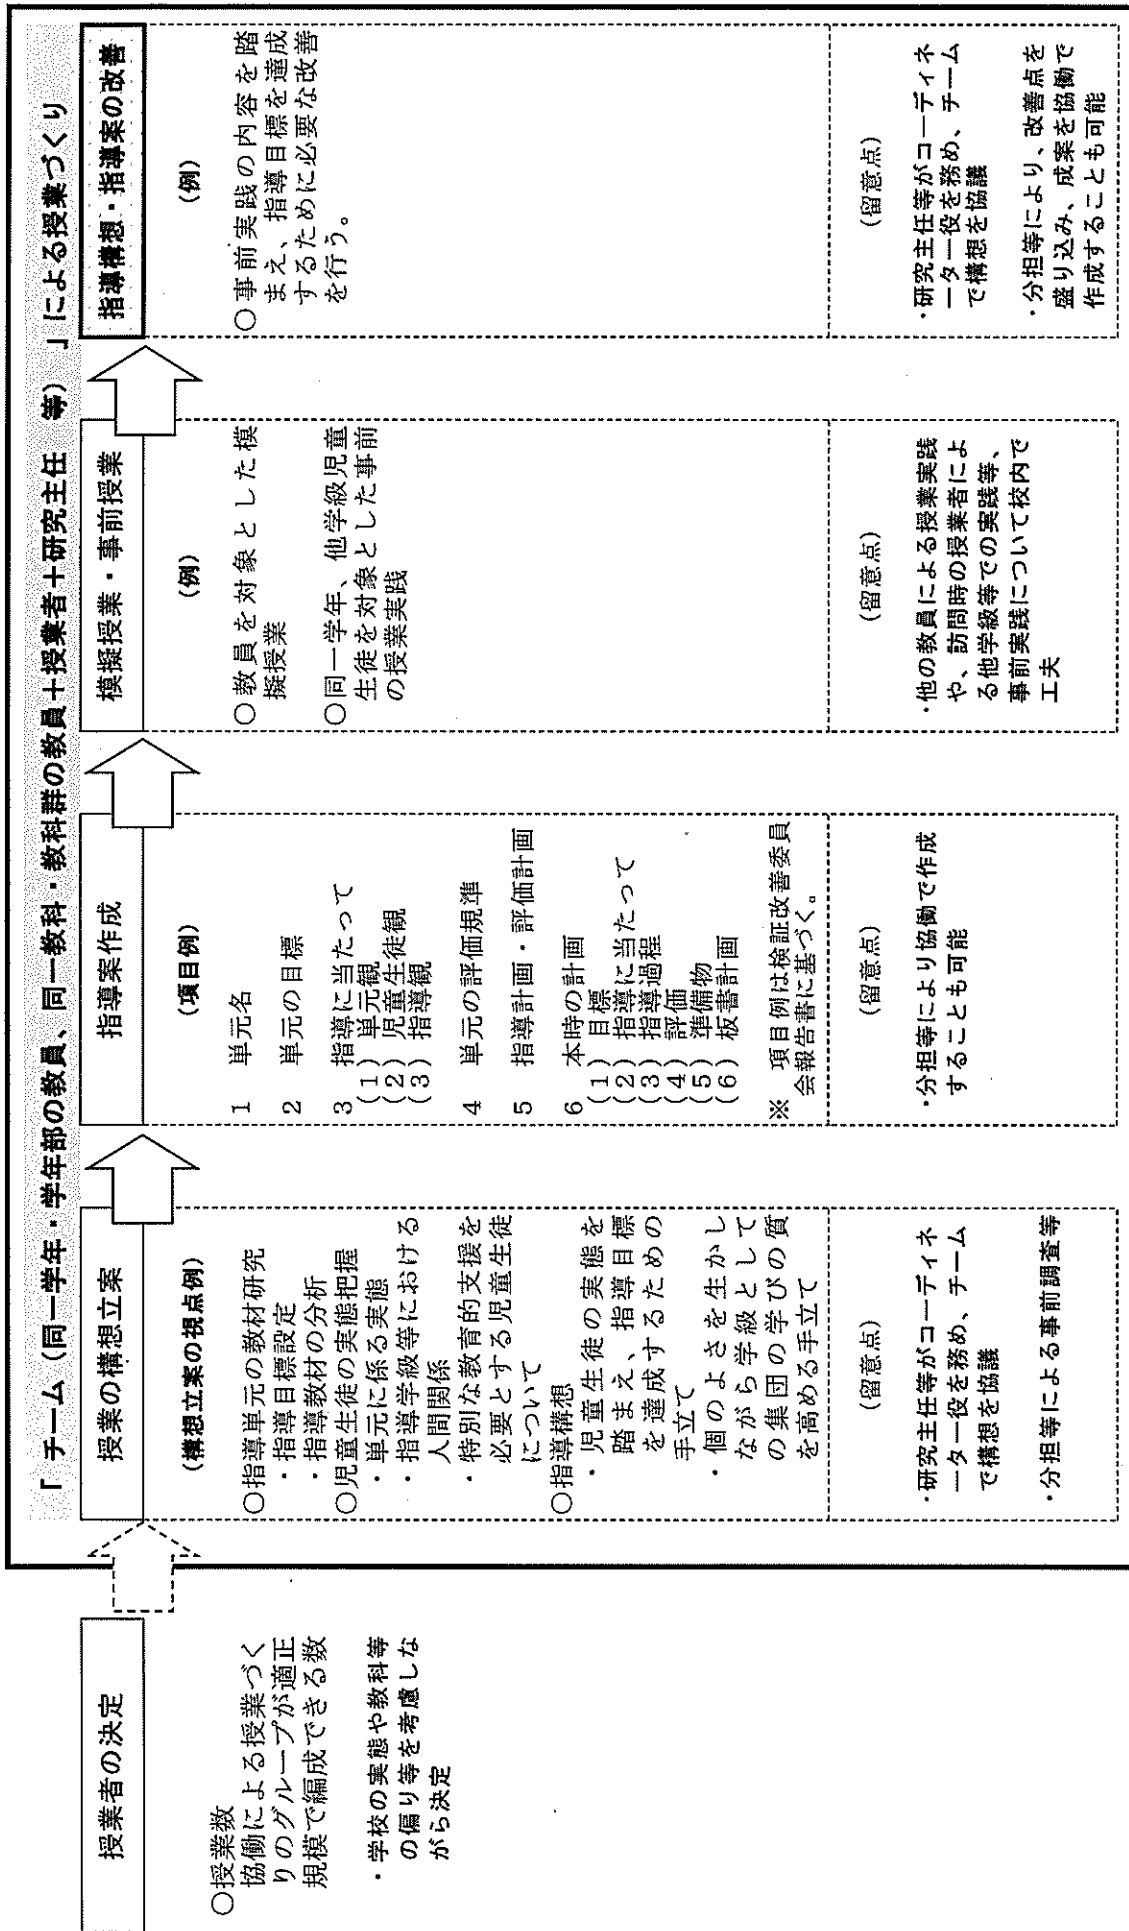 「 チーム（同一学年・学年部の教員、同一教科・教科群の教員＋授業者＋研究主任　等）　」による授業づくり
授業者の決定
○授業数
協働による授業づく
りのグループが適正
規模で編成できる数
・学校の実態や教科等
の偏り等を考慮しな
がら決定
授業の構想立案
（構想立案の視点例）
○指導単元の教材研究
・指導目標設定
・指導教材の分析
○児童生徒の実態把握
・単元に係る実態
・指導学級等における
人間関係
・特別な教育的支援を
必要とする児童生徒
について
○指導構想
・児童生徒の実態を
踏まえ、指導目標
を達成するための
手立て
・個のよさを生かし
ながら学級として
の集団の学びの質
を高める手立て
（留意点）
・研究主任等がコーディネ
ーター役を務め、チーム
で構想を協議
・分担等による事前調査等
指導案作成
（項目例）
1　単元名
2　単元の目標
3　指導に当たって
（1）単元観
（2）児童生徒観
（3）指導観
4　単元の評価規準
5　指導計画・評価計画
6　本時の計画
（1）目標
（2）指導に当たって
（3）指導過程
（4）評価
（5）準備物
（6）板書計画
※　項目例は検証改善委員
会報告書に基づく。
（留意点）
・分担等により協働で作成
することも可能
模擬授業・事前授業
（例）
○教員を対象とした模
擬授業
○同一学年、他学級児童
生徒を対象とした事前
の授業実践
（留意点）
・他の教員による授業実践
や、訪問時の授業者によ
る他学級等での実践等、
事前実践について校内で
工夫
指導構想・指導案の改善
（例）
○事前実践の内容を踏
まえ、指導目標を達成
するために必要な改善
を行う。
（留意点）
・研究主任等がコーディネ
ーター役を務め、チーム
で構想を協議
・分担等により、改善点を
盛り込み、成案を協働で
作成することも可能